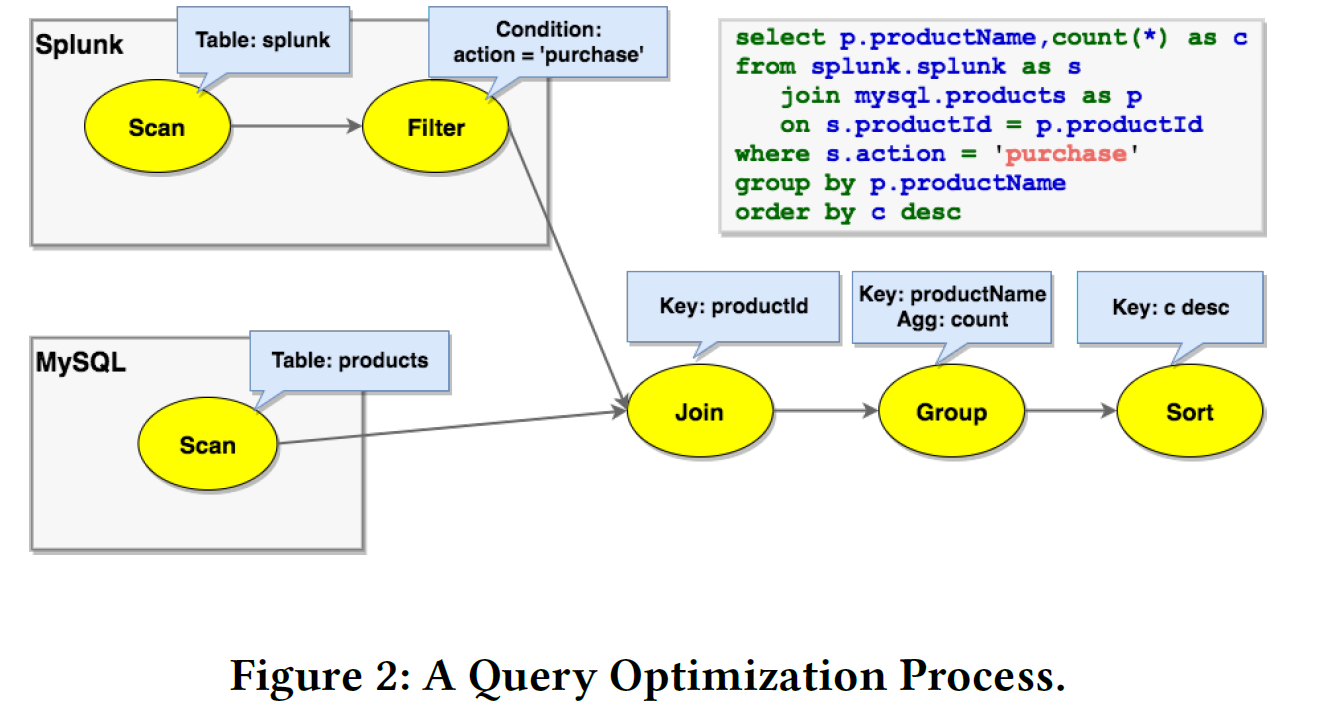 Splunk
Table: splunk
Condition:
action = 'purchase'
Scan
Filter
select p.productName,count(*) as c
from splunk.splunk as s
join mysql.products as p
on s.productId = p.productId
where s.action = 'purchase'
group by p.productName
order by c desc
MySQL
Table: products
Scan
Key: productId
Key: productName
Agg: count
Key: c desc
Join
Group
Sort
Figure 2: A Query Optimization Process.